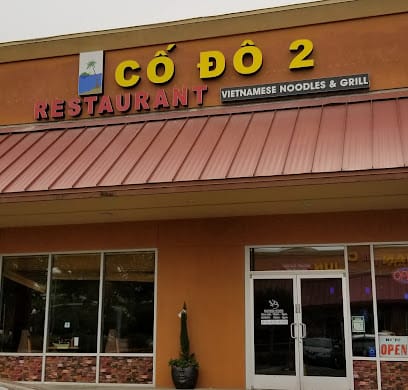 CỐ ĐÔ 2
RESTAURANT
VIETNAMESE NOODLES & GRILL
OPEN